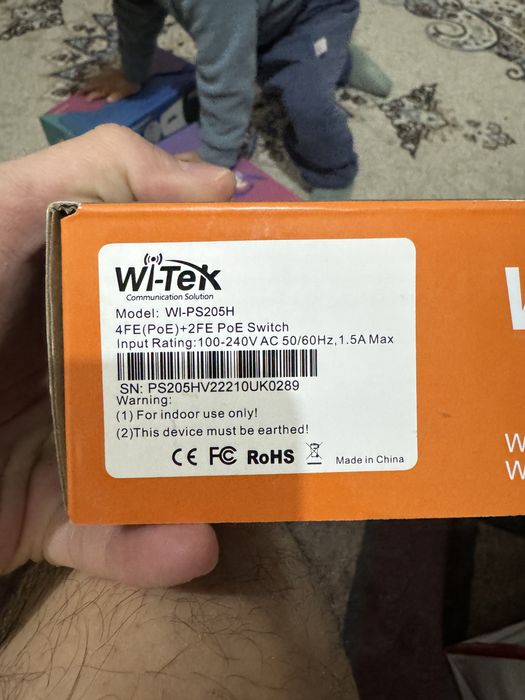 Wi-Tek
Communication Solution
Model: WI-PS205H
4FE(PoE)+2FE PoE Switch
Input Rating:100-240V AC 50/60Hz,1.5A Max
SN: PS205HV22210UK0289
Warning:
(1) For indoor use only!
(2)This device must be earthed!
CE FC RoHS
Made in China
W
W